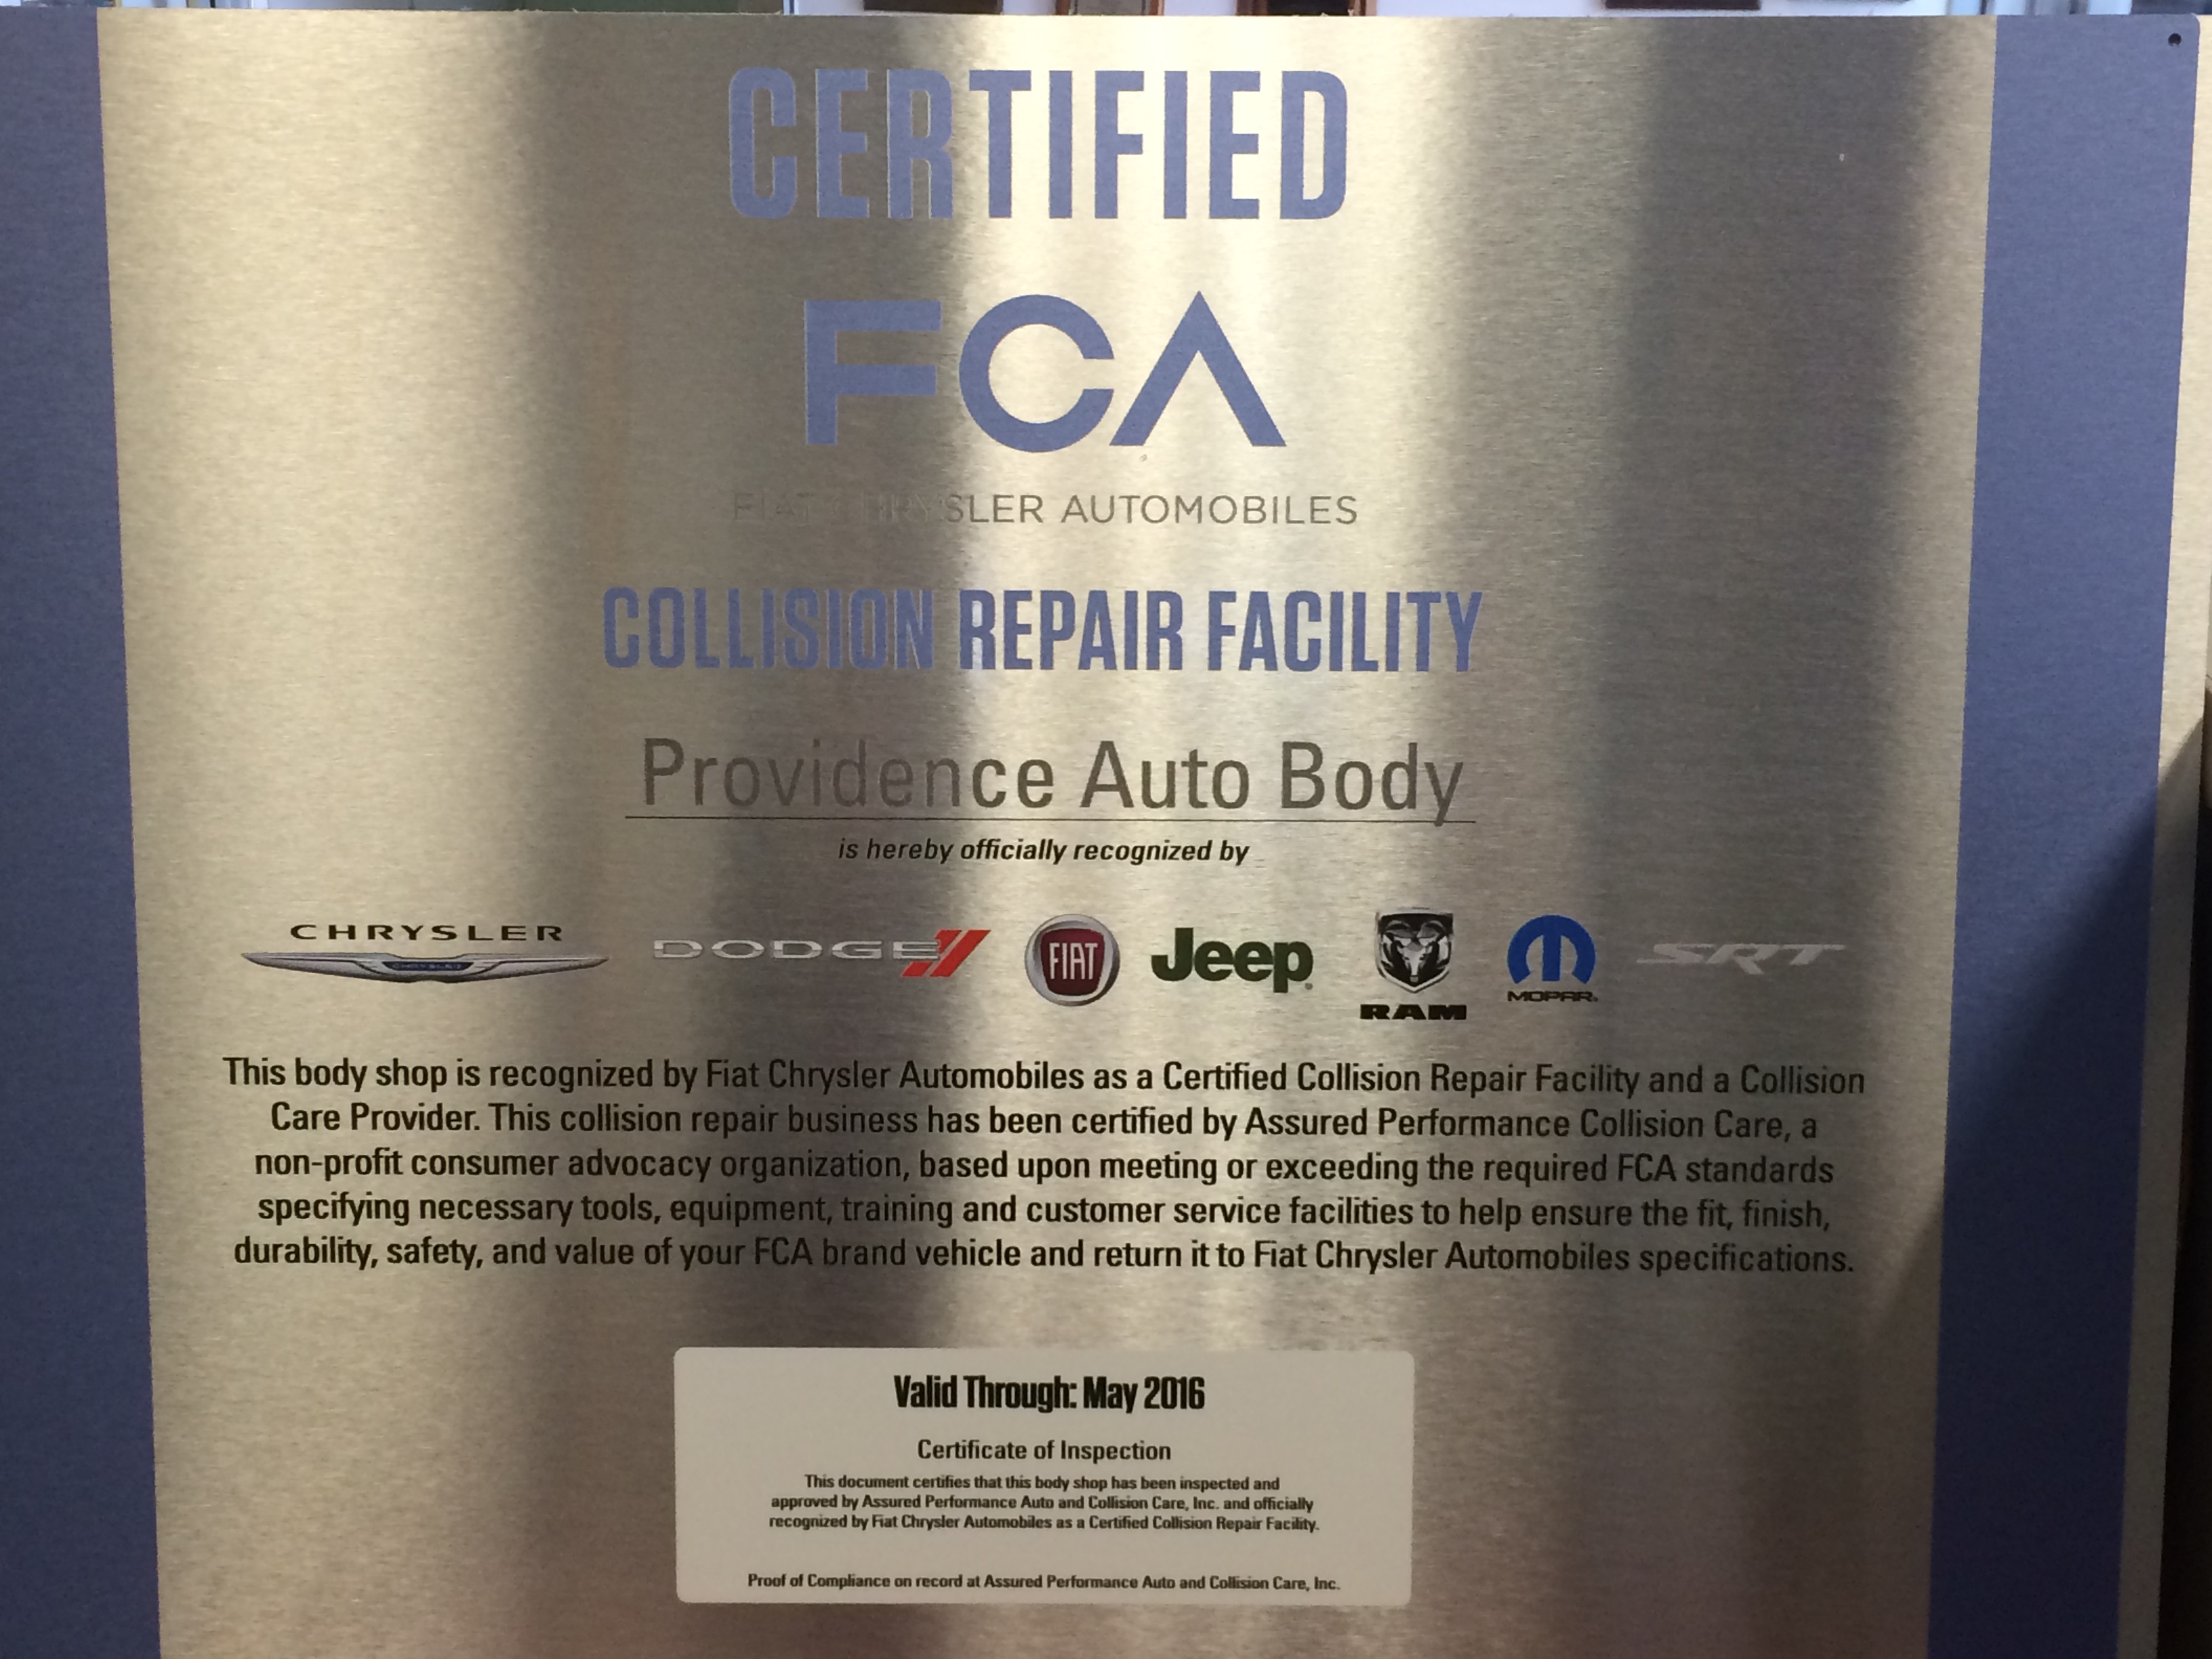 CERTIFIED
FCA
FIAT CHRYSLER AUTOMOBILES
COLLISION REPAIR FACILITY
Providence Auto Body
is hereby officially recognized by
CHRYSLER DODGE FIAT Jeep RAM MOPAR SRT
This body shop is recognized by Fiat Chrysler Automobiles as a Certified Collision Repair Facility and a Collision
Care Provider. This collision repair business has been certified by Assured Performance Collision Care, a
non-profit consumer advocacy organization, based upon meeting or exceeding the required FCA standards
specifying necessary tools, equipment, training and customer service facilities to help ensure the fit, finish,
durability, safety, and value of your FCA brand vehicle and return it to Fiat Chrysler Automobiles specifications.
Valid Through: May 2016
Certificate of Inspection
This document certifies that this body shop has been inspected and
approved by Assured Performance Auto and Collision Care, Inc. and officially
recognized by Fiat Chrysler Automobiles as a Certified Collision Repair Facility.
Proof of Compliance on record at Assured Performance Auto and Collision Care, Inc.